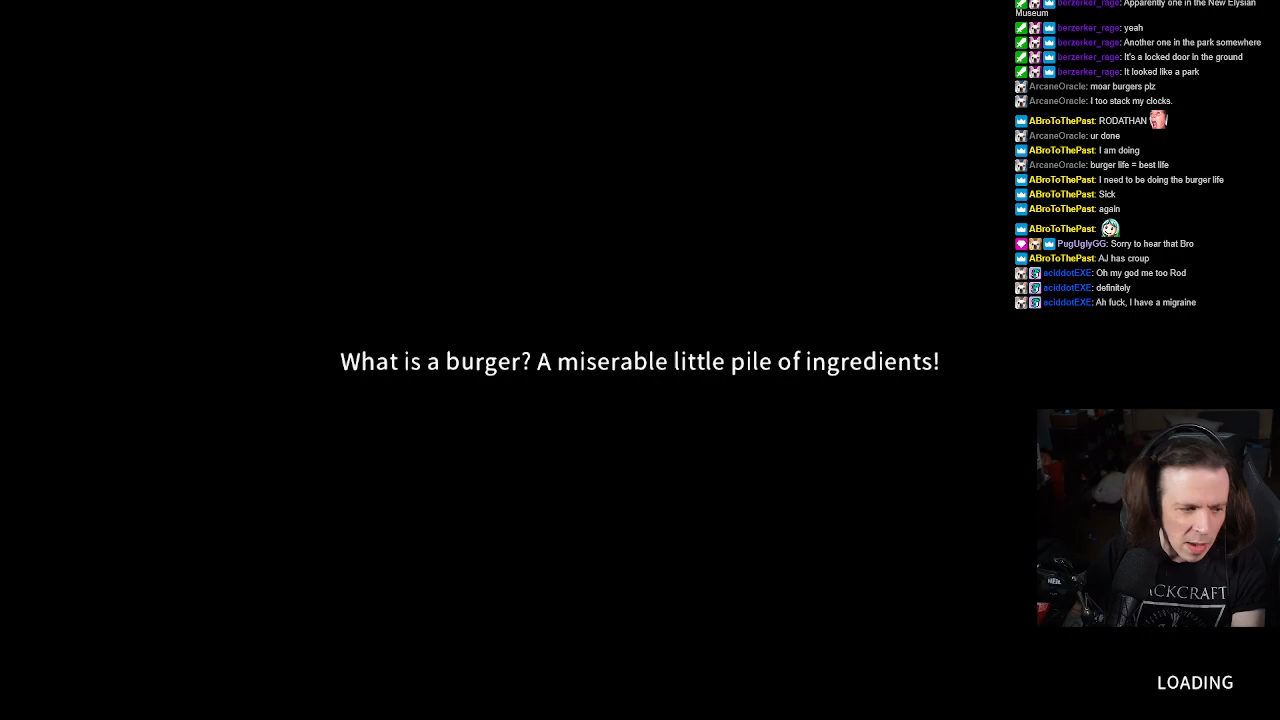 berzerker_rage: Apparently one in the New Elysian
Museum
berzerker_rage: yeah
berzerker_rage: Another one in the park somewhere
berzerker_rage: It's a locked door in the ground
berzerker_rage: It looked like a park
ArcaneOracle: moar burgers plz
ArcaneOracle: I too stack my clocks.
ABroToThePast: RODATHAN
ArcaneOracle: ur done
ABroToThePast: I am doing
ArcaneOracle: burger life = best life
ABroToThePast: I need to be doing the burger life
ABroToThePast: Sick
ABroToThePast: again
ABroToThePast:
PugUglyGG: Sorry to hear that Bro
ABroToThePast: AJ has croup
aciddotEXE: Oh my god me too Rod
aciddotEXE: definitely
aciddotEXE: Ah fuck, I have a migraine
What is a burger? A miserable little pile of ingredients!
CKCRAFT
LOADING